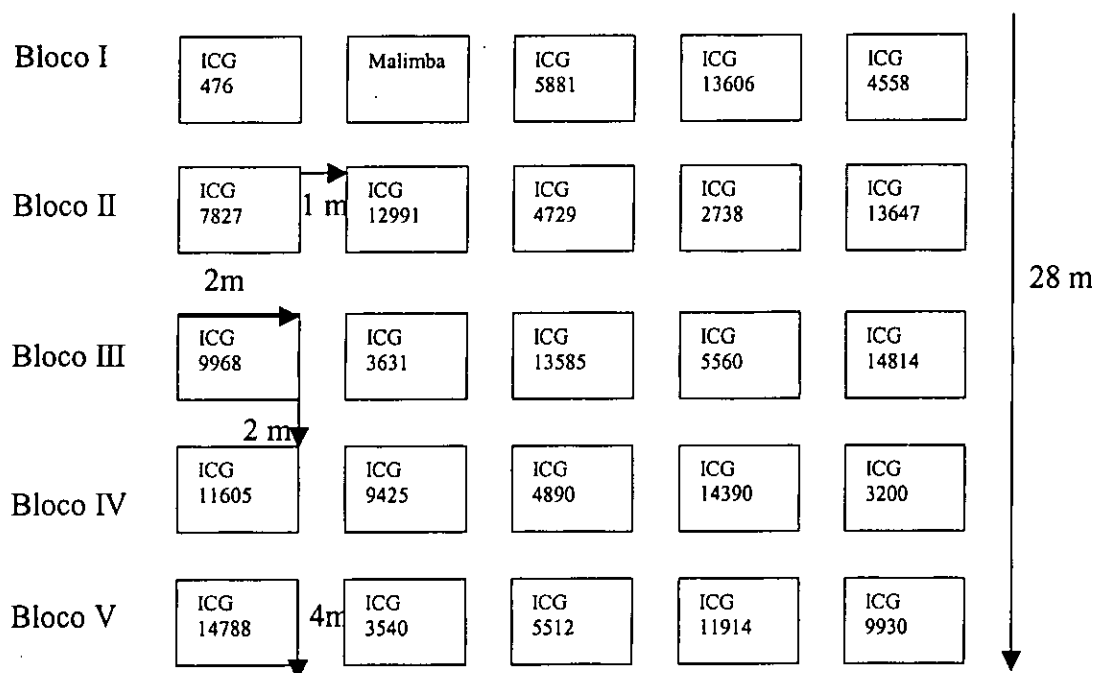 Bloco I
ICG
476
Malimba
ICG
5881
ICG
13606
ICG
4558
Bloco II
ICG
7827
1 m
ICG
12991
ICG
4729
ICG
2738
ICG
13647
2m
28 m
Bloco III
ICG
9968
ICG
3631
ICG
13585
ICG
5560
ICG
14814
2 m
Bloco IV
ICG
11605
ICG
9425
ICG
4890
ICG
14390
ICG
3200
Bloco V
ICG
14788
4m
ICG
3540
ICG
5512
ICG
11914
ICG
9930